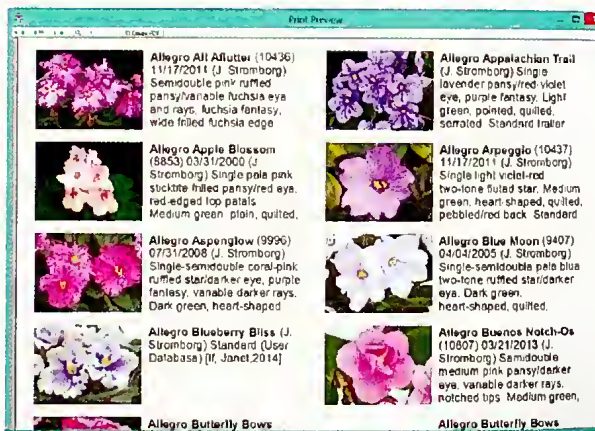 Print Preview
Allegro All Aflutter (10436)
11/17/2011 (J. Stromborg)
Semidouble pink ruffled
pansy/variable fuchsia eye
and rays, fuchsia fantasy,
wide frilled fuchsia edge
Allegro Apple Blossom
(8853) 03/31/2000 (J.
Stromborg) Single pale pink
sticktite frilled pansy/red eye,
red-edged top petals
Medium green, plain, quilted,
Allegro Aspenglow (9996)
07/31/2008 (J. Stromborg)
Single-semidouble coral-pink
ruffled star/darker eye, purple
fantasy, variable darker rays.
Dark green, heart-shaped
Allegro Blueberry Bliss (J.
Stromborg) Standard (User
Database) [lf, Janet,2014]
Allegro Butterfly Bows
Allegro Appalachian Trail
(J. Stromborg) Single
lavender pansy/red-violet
eye, purple fantasy. Light
green, pointed, quilted,
serrated Standard trailer
Allegro Arpeggio (10437)
11/17/2011 (J. Stromborg)
Single light violet-red
two-tone fluted star. Medium
green, heart-shaped, quilted,
pebbled/red back Standard
Allegro Blue Moon (9407)
04/04/2005 (J. Stromborg)
Single-semidouble pale blue
two-tone ruffled star/darker
eye. Dark green,
heart-shaped, quilted,
Allegro Buenos Notch-Os
(10807) 03/21/2013 (J.
Stromborg) Semidouble
medium pink pansy/darker
eye, variable darker rays,
notched tips Medium green,
Allegro Butterfly Bows